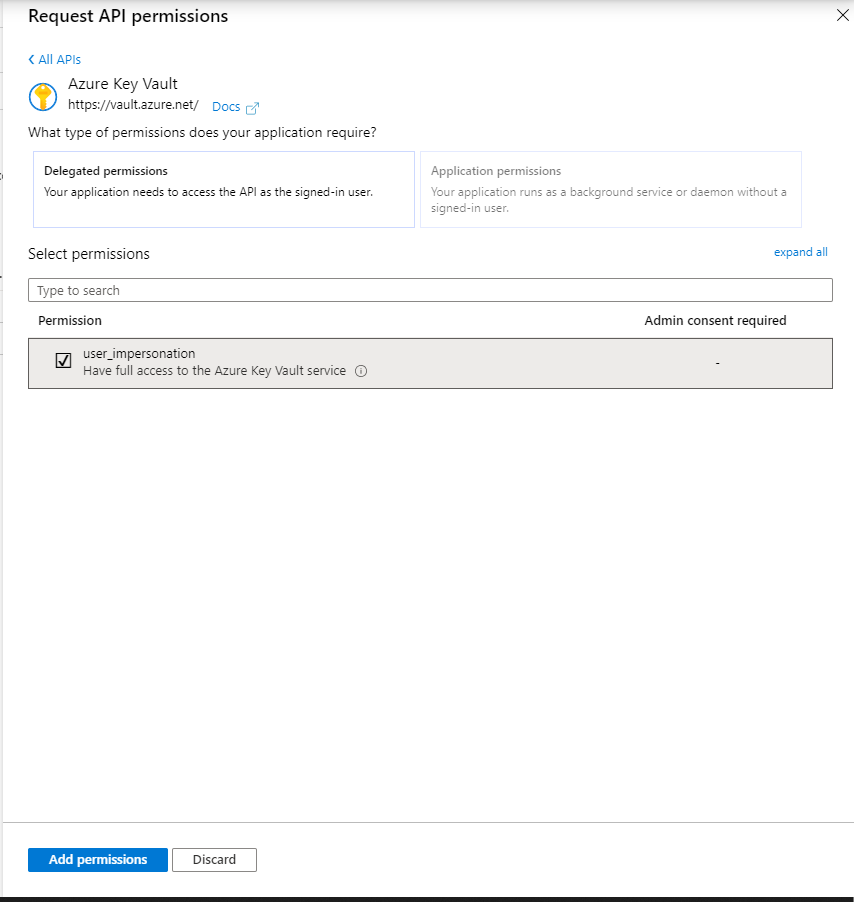 Request API permissions
All APIs
Azure Key Vault
https://vault.azure.net/ Docs
What type of permissions does your application require?
Delegated permissions
Your application needs to access the API as the signed-in user.
Application permissions
Your application runs as a background service or daemon without a
signed-in user.
Select permissions
expand all
Type to search
Permission Admin consent required
user_impersonation
Have full access to the Azure Key Vault service
-
Add permissions Discard